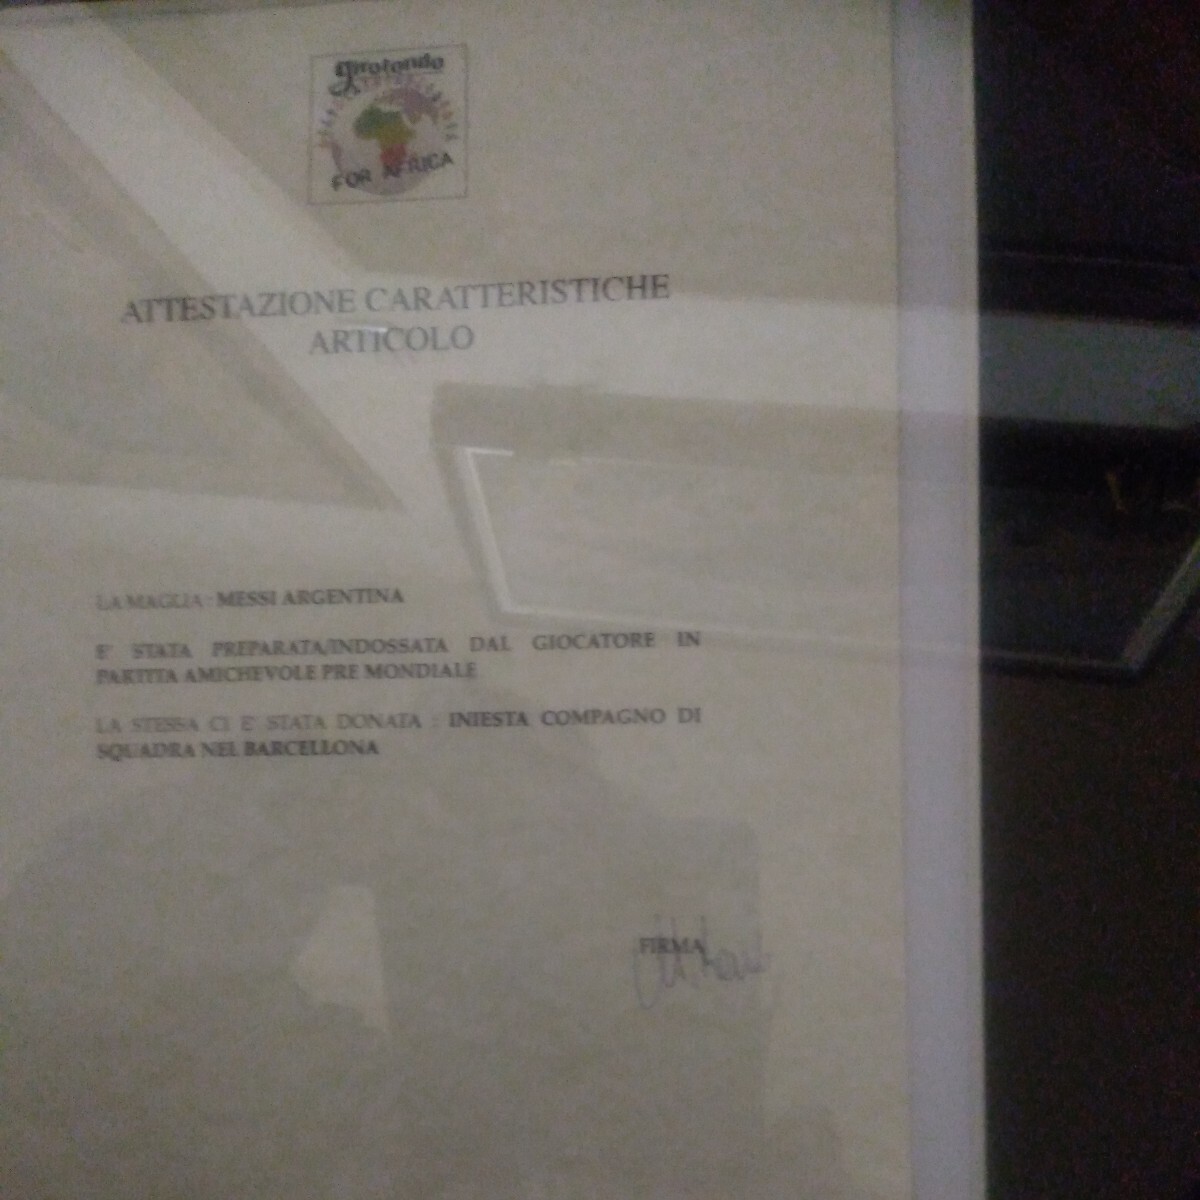 girotondo
FOR AFRICA
ATTESTAZIONE CARATTERISTICHE
ARTICOLO
LA MAGLIA : MESSI ARGENTINA
E' STATA PREPARATA/INDOSSATA DAL GIOCATORE IN
PARTITA AMICHEVOLE PRE MONDIALE
LA STESSA CI E' STATA DONATA : INIESTA COMPAGNO DI
SQUADRA NEL BARCELLONA
FIRMA